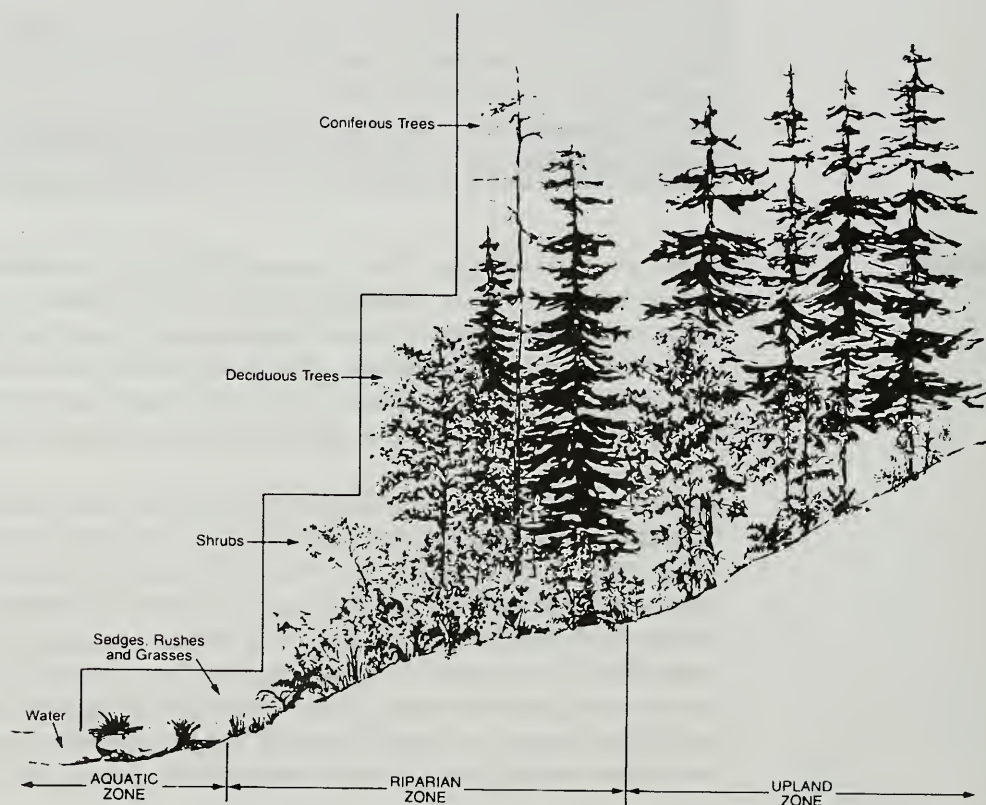 Coniferous Trees
Deciduous Trees
Shrubs
Sedges, Rushes
and Grasses
Water
AQUATIC
ZONE
RIPARIAN
ZONE
UPLAND
ZONE